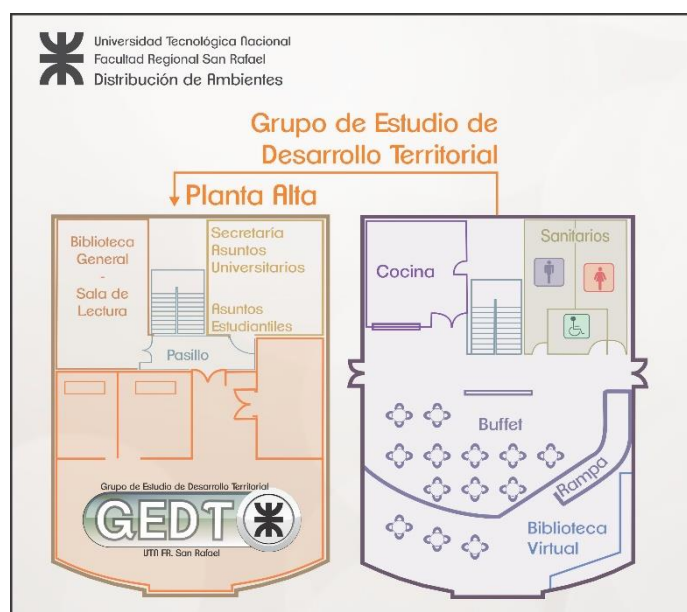 Universidad Tecnológica Nacional
Facultad Regional San Rafael
Distribución de Ambientes
Grupo de Estudio de
Desarrollo Territorial
Planta Alta
Biblioteca
General
-
Sala de
Lectura
Secretaría
Asuntos
Universitarios
Asuntos
Estudiantiles
Pasillo
Grupo de Estudio de Desarrollo Territorial
GEDT
UTN FR. San Rafael
Cocina
Sanitarios
Buffet
Rampa
Biblioteca
Virtual